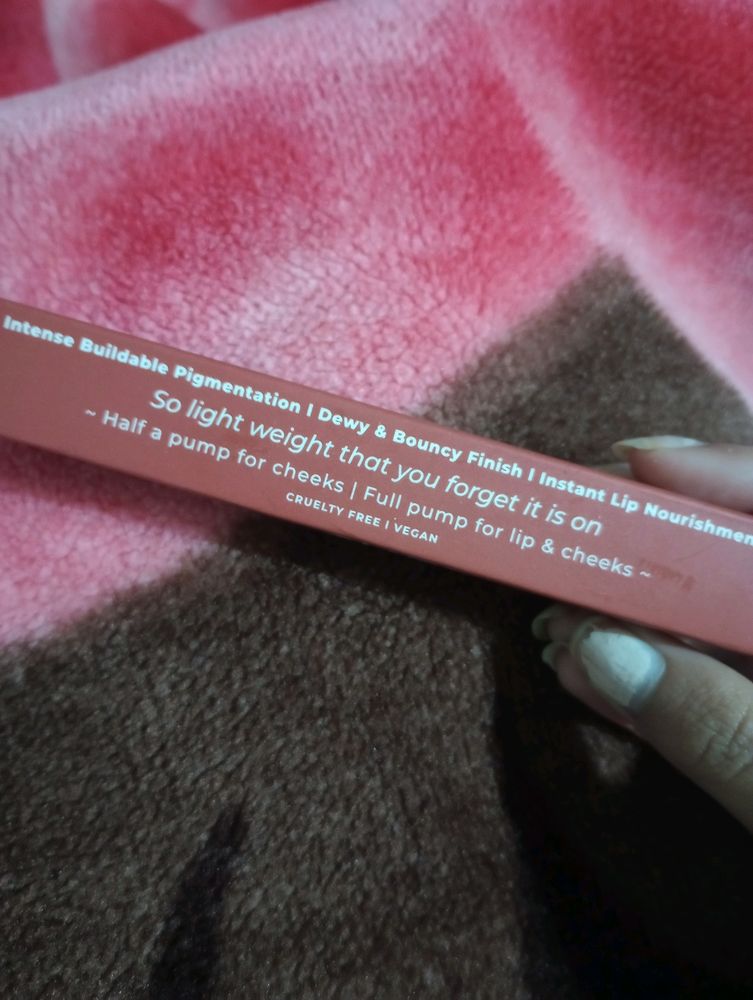 Intense Buildable Pigmentation I Dewy & Bouncy Finish I Instant Lip Nourishmen
So light weight that you forget it is on
~ Half a pump for cheeks | Full pump for lip & cheeks ~
CRUELTY FREE I VEGAN